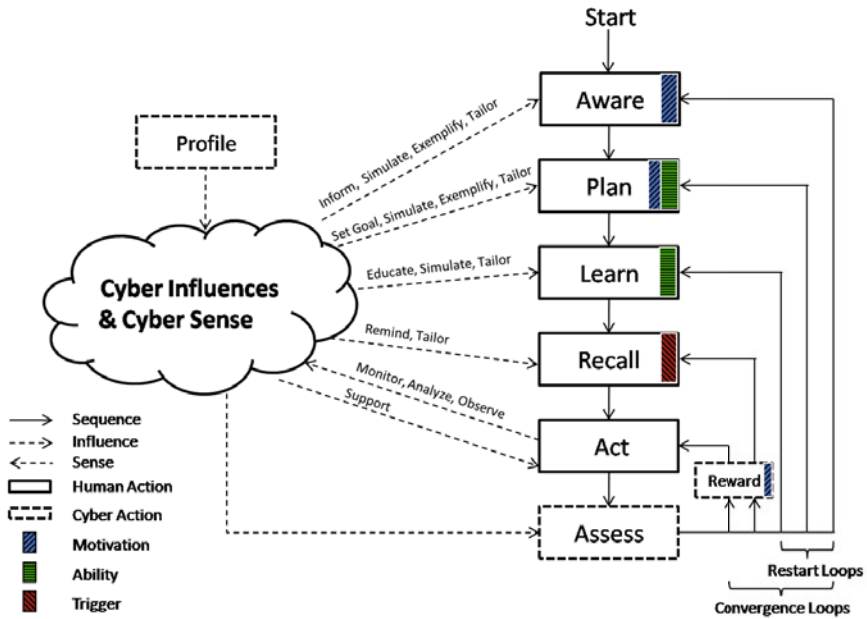 Start
Aware
Profile
Inform, Simulate, Exemplify, Tailor
Plan
Set Goal, Simulate, Exemplify, Tailor
Cyber Influences
& Cyber Sense
Educate, Simulate, Tailor
Learn
Remind, Tailor
Recall
Monitor, Analyze, Observe
Support
Act
Reward
Assess
Sequence
Influence
Sense
Human Action
Cyber Action
Motivation
Ability
Trigger
Restart Loops
Convergence Loops